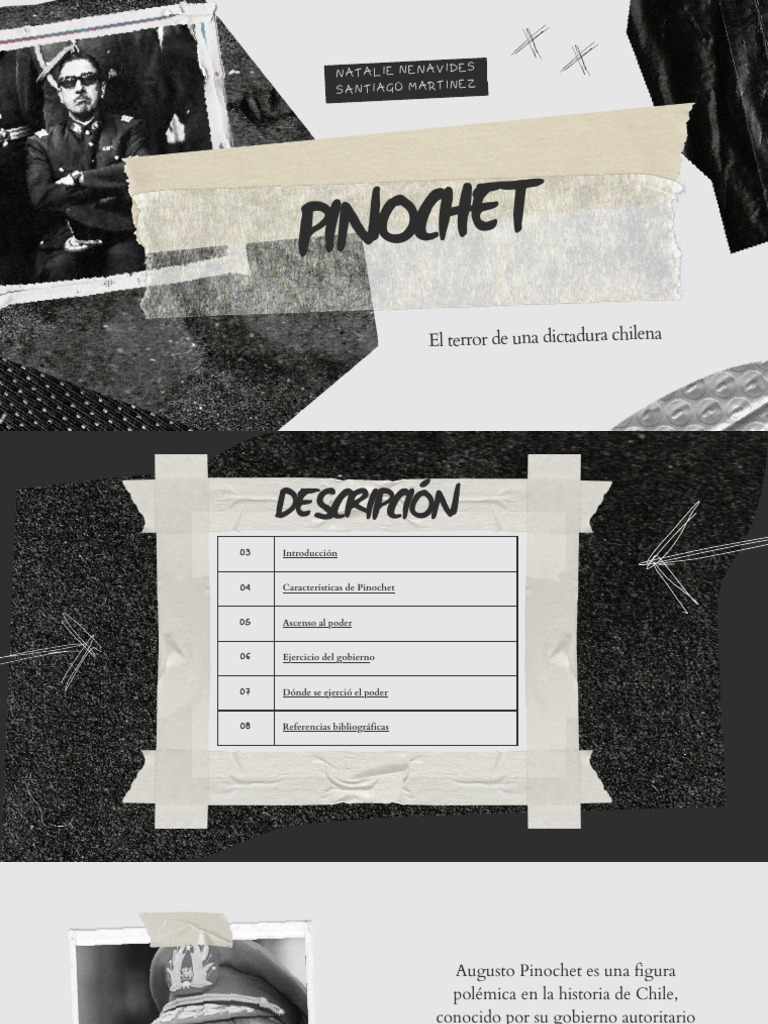 NATALIE NENAVIDES
SANTIAGO MARTINEZ
PINOCHET
El terror de una dictadura chilena
DESCRIPCIÓN
03 Introducción
04 Características de Pinochet
05 Ascenso al poder
06 Ejercicio del gobierno
07 Dónde se ejerció el poder
08 Referencias bibliográficas
Augusto Pinochet es una figura
polémica en la historia de Chile,
conocido por su gobierno autoritario